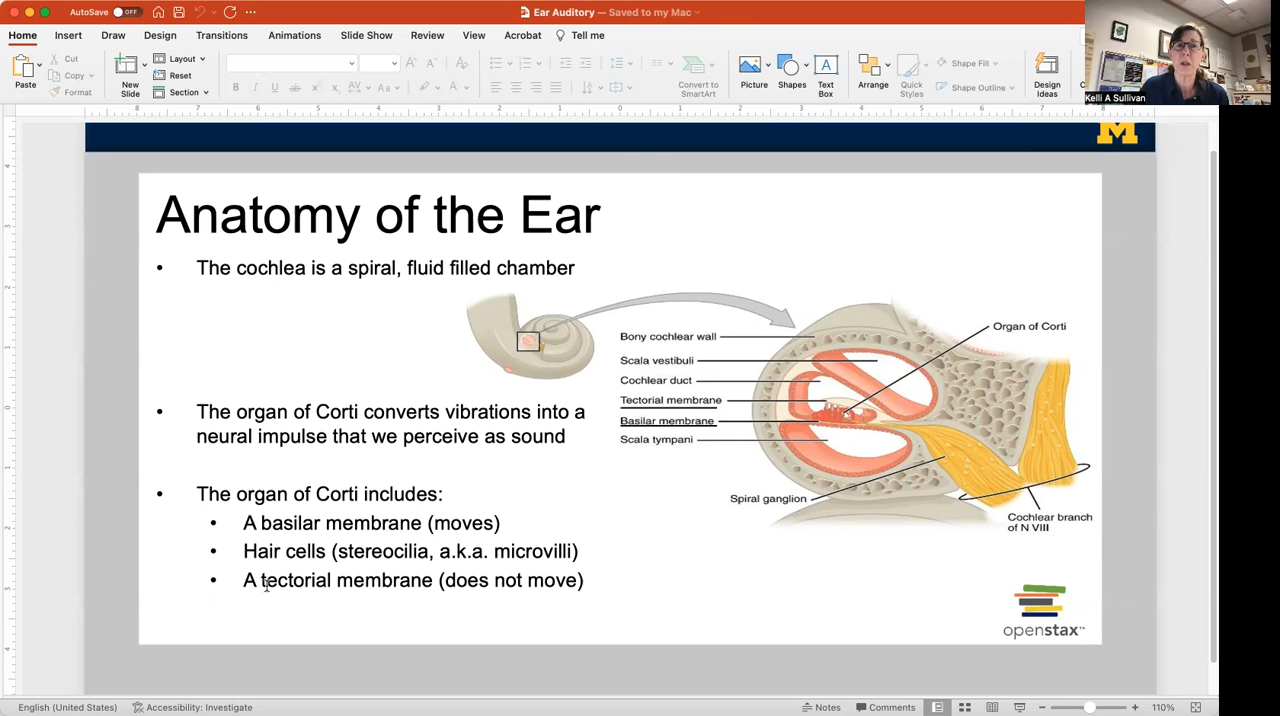 AutoSave OFF
Ear Auditory — Saved to my Mac
Home Insert Draw Design Transitions Animations Slide Show Review View Acrobat Tell me
Paste
Cut
Copy
Format
New Slide
Layout
Reset
Section
Convert to SmartArt
Picture
Shapes
Text Box
Arrange
Quick Styles
Shape Fill
Shape Outline
Design Ideas
Kelli A Sullivan
M
Anatomy of the Ear
• The cochlea is a spiral, fluid filled chamber
Bony cochlear wall
Scala vestibuli
Cochlear duct
Tectorial membrane
Basilar membrane
Scala tympani
Organ of Corti
Spiral ganglion
Cochlear branch
of N VIII
• The organ of Corti converts vibrations into a
neural impulse that we perceive as sound
• The organ of Corti includes:
• A basilar membrane (moves)
• Hair cells (stereocilia, a.k.a. microvilli)
• A tectorial membrane (does not move)
openstax™
English (United States) Accessibility: Investigate Notes Comments 110%